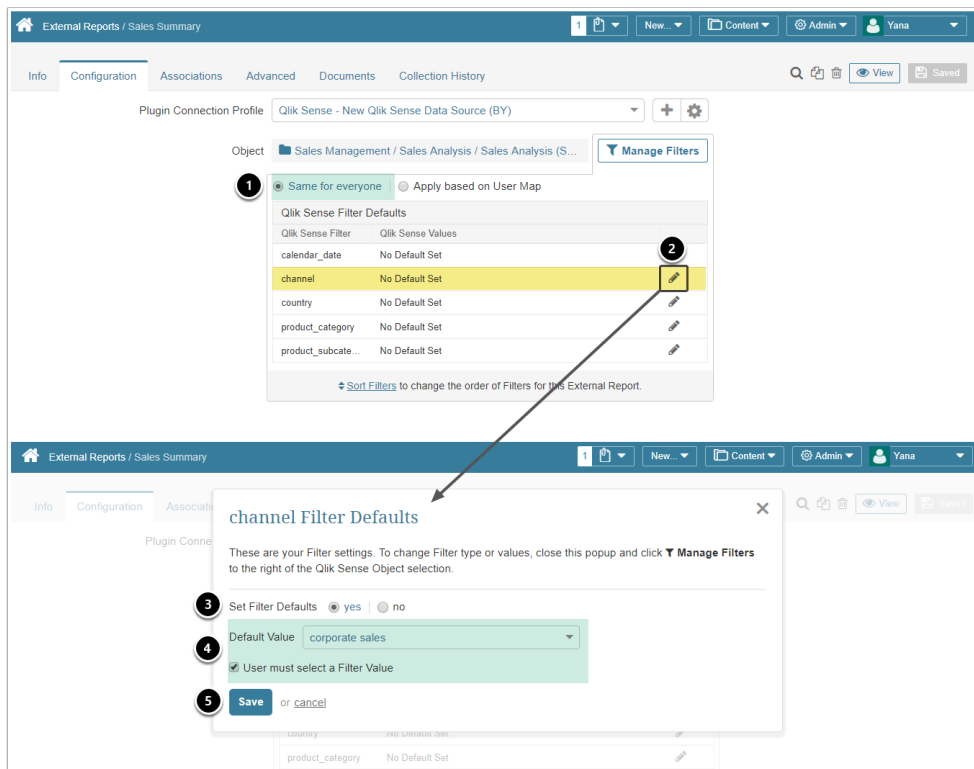 External Reports / Sales Summary 1 New... Content Admin Yana
Info Configuration Associations Advanced Documents Collection History View Saved
Plugin Connection Profile Qlik Sense - New Qlik Sense Data Source (BY)
Object Sales Management / Sales Analysis / Sales Analysis (S... Manage Filters
1 Same for everyone Apply based on User Map
Qlik Sense Filter Defaults
Qlik Sense Filter Qlik Sense Values
2
calendar_date No Default Set
channel No Default Set
country No Default Set
product_category No Default Set
product_subcate... No Default Set
Sort Filters to change the order of Filters for this External Report.
External Reports / Sales Summary 1 New... Content Admin Yana
Info Configuration Associati View Saved
channel Filter Defaults
Plugin Conne
These are your Filter settings. To change Filter type or values, close this popup and click Manage Filters
to the right of the Qlik Sense Object selection.
3 Set Filter Defaults yes no
4 Default Value corporate sales
User must select a Filter Value
5 Save or cancel
country No Default Set
product_category No Default Set